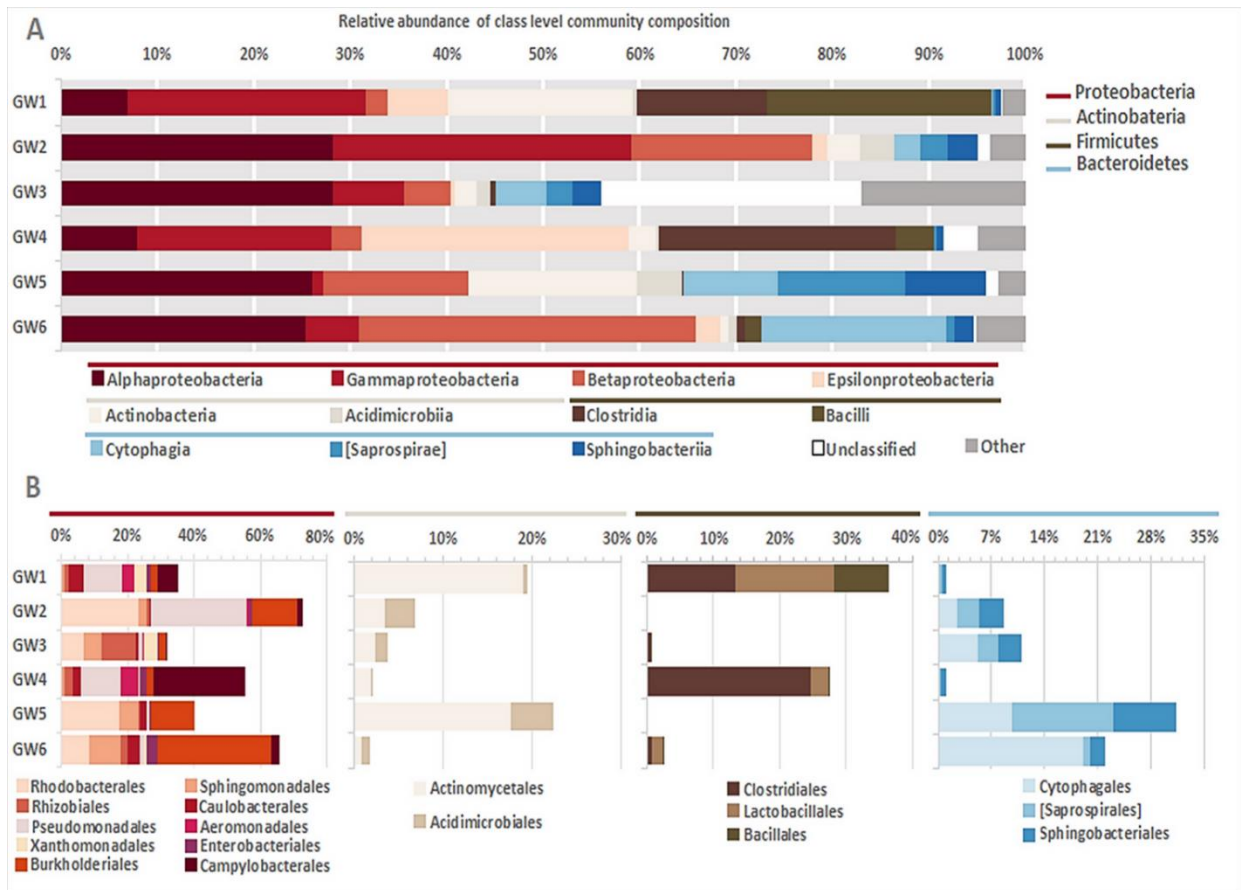 A
Relative abundance of class level community composition
0% 10% 20% 30% 40% 50% 60% 70% 80% 90% 100%
GW1
GW2
GW3
GW4
GW5
GW6
Proteobacteria
Actinobateria
Firmicutes
Bacteroidetes
Alphaproteobacteria Gammaproteobacteria Betaproteobacteria Epsilonproteobacteria
Actinobacteria Acidimicrobiia Clostridia Bacilli
Cytophagia [Saprospirae] Sphingobacteriia Unclassified Other
B
0% 20% 40% 60% 80% 0% 10% 20% 30% 0% 10% 20% 30% 40% 0% 7% 14% 21% 28% 35%
GW1
GW2
GW3
GW4
GW5
GW6
Rhodobacterales Sphingomonadales
Rhizobiales Caulobacterales
Pseudomonadales Aeromonadales
Xanthomonadales Enterobacteriales
Burkholderiales Campylobacterales
Actinomycetales
Acidimicrobiales
Clostridiales
Lactobacillales
Bacillales
Cytophagales
[Saprospirales]
Sphingobacteriales